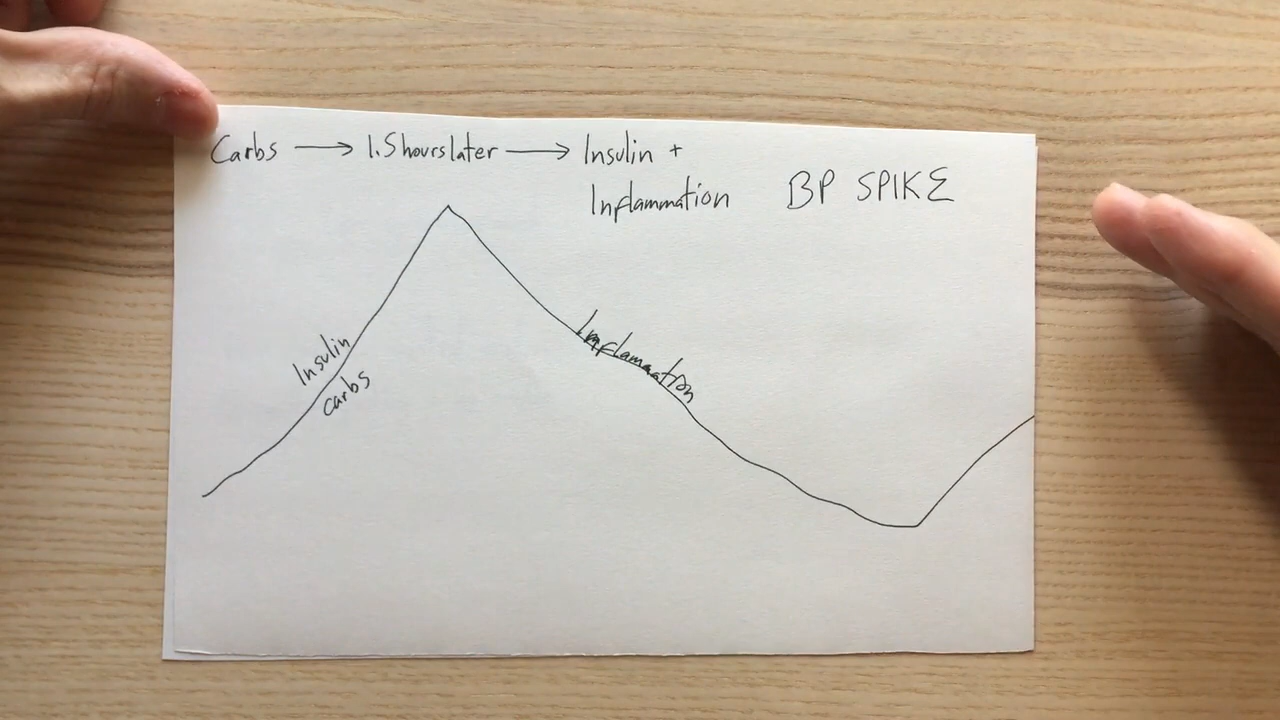 Carbs → 1.5hourslater → Insulin +
Inflammation BP SPIKE
Insulin
carbs
Inflammation